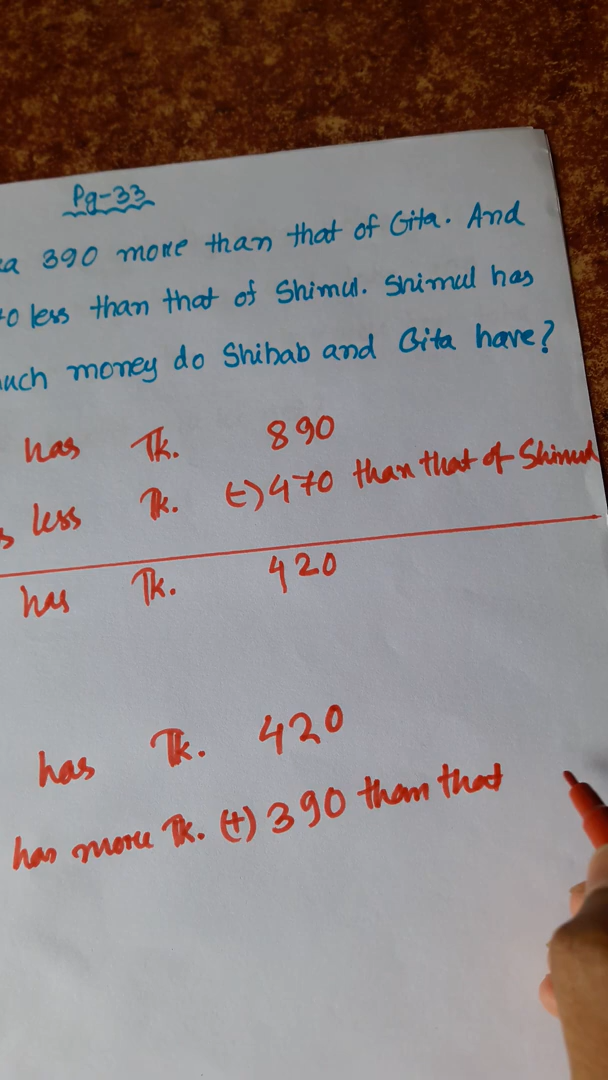 Pg-33
390 more than that of Gita. And
less than that of Shimul. Shimul has
money do Shihab and Gita have?
has Tk. 890
less Tk. (-) 470 than that of Shimul
has Tk. 420
has Tk. 420
has more Tk. (+) 390 than that